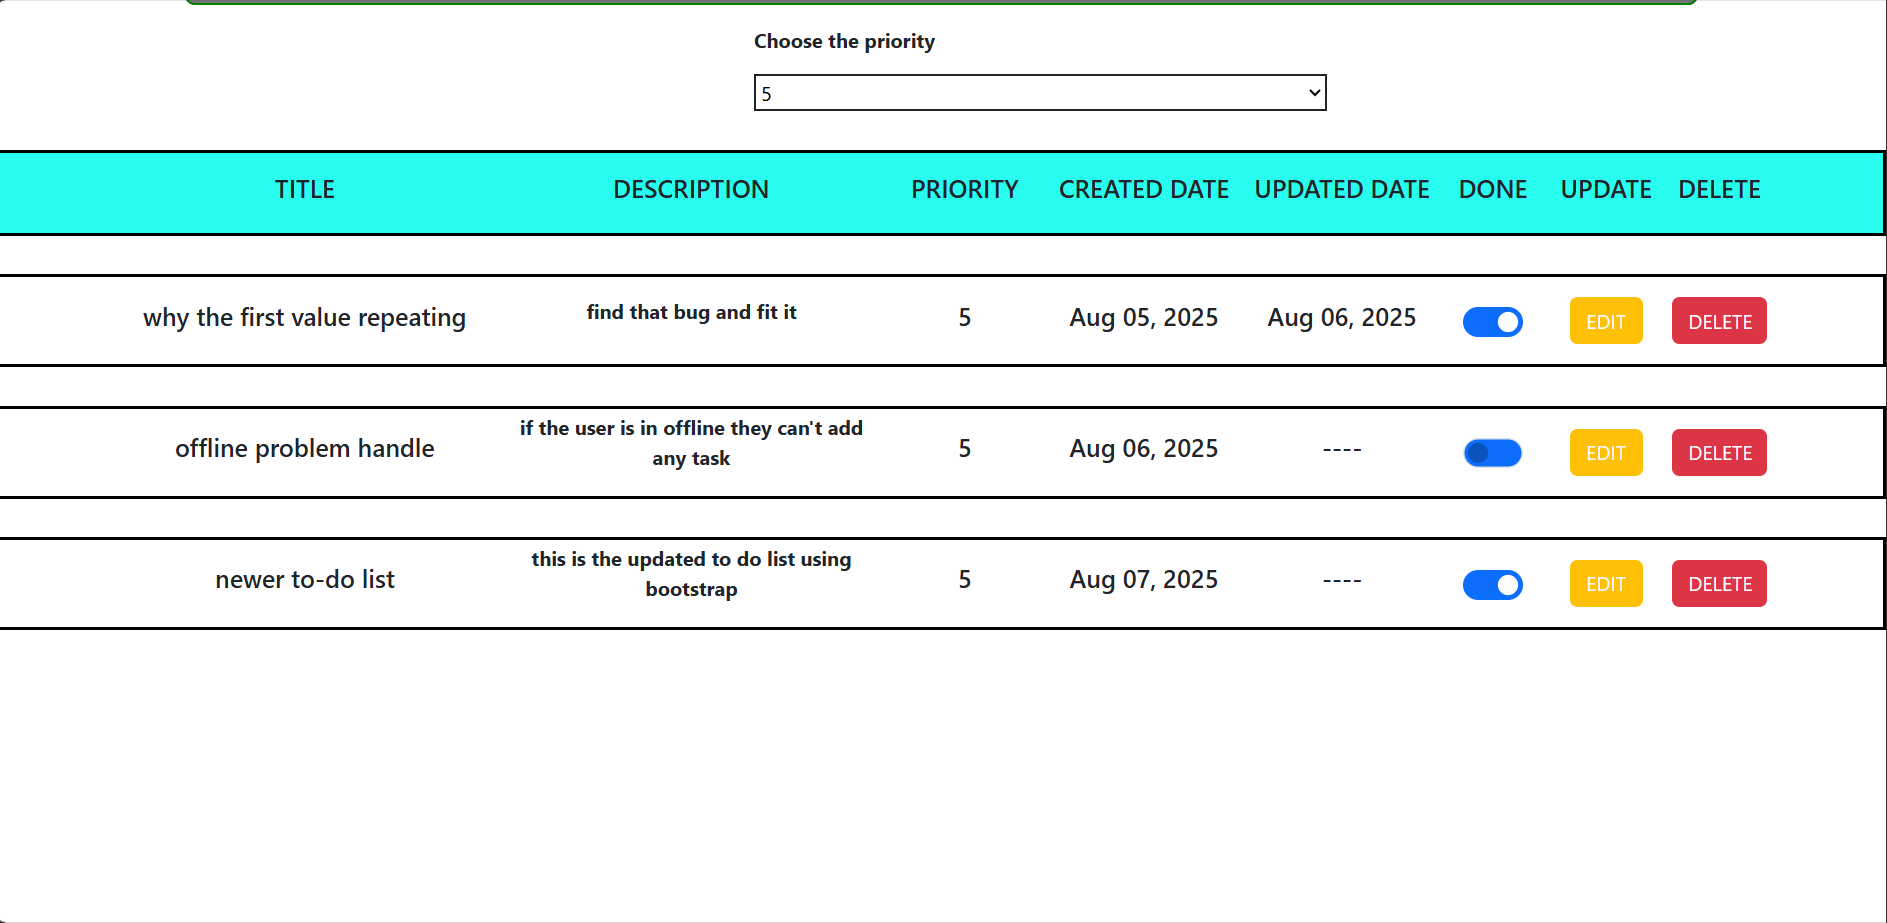 Choose the priority
5
TITLE DESCRIPTION PRIORITY CREATED DATE UPDATED DATE DONE UPDATE DELETE
why the first value repeating find that bug and fit it 5 Aug 05, 2025 Aug 06, 2025 EDIT DELETE
if the user is in offline they can't add
offline problem handle any task 5 Aug 06, 2025 ---- EDIT DELETE
this is the updated to do list using
newer to-do list bootstrap 5 Aug 07, 2025 ---- EDIT DELETE